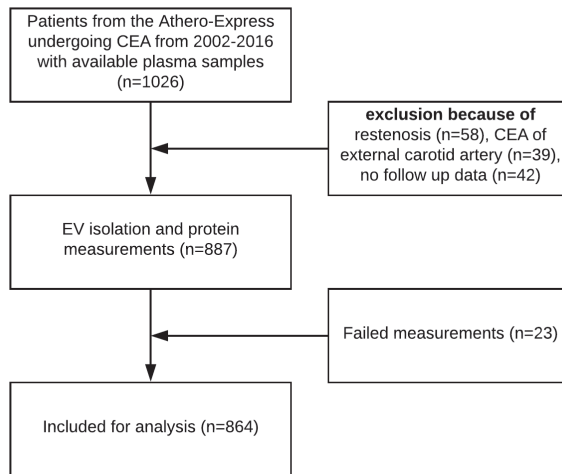 Patients from the Athero-Express
undergoing CEA from 2002-2016
with available plasma samples
(n=1026)
exclusion because of
restenosis (n=58), CEA of
external carotid artery (n=39),
no follow up data (n=42)
EV isolation and protein
measurements (n=887)
Failed measurements (n=23)
Included for analysis (n=864)